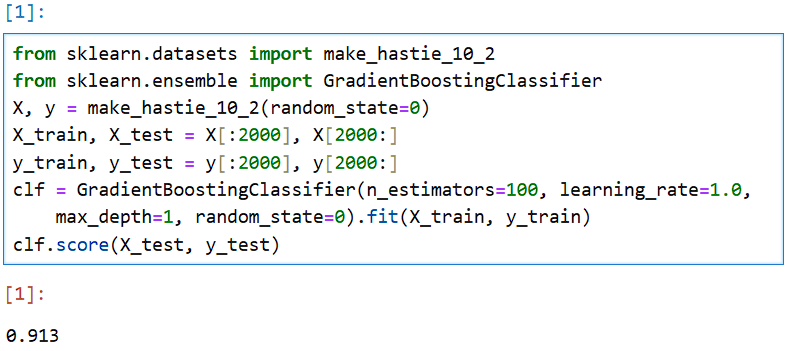 [1]:
from sklearn.datasets import make_hastie_10_2
from sklearn.ensemble import GradientBoostingClassifier
X, y = make_hastie_10_2(random_state=0)
X_train, X_test = X[:2000], X[2000:]
y_train, y_test = y[:2000], y[2000:]
clf = GradientBoostingClassifier(n_estimators=100, learning_rate=1.0,
    max_depth=1, random_state=0).fit(X_train, y_train)
clf.score(X_test, y_test)
[1]:
0.913